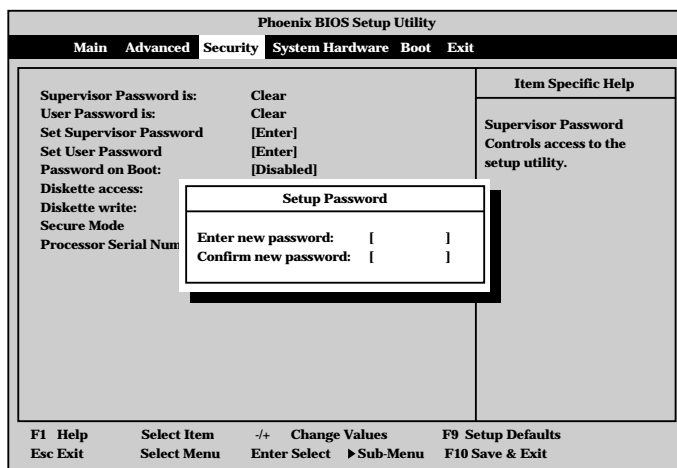 Phoenix BIOS Setup Utility
Main Advanced Security System Hardware Boot Exit
Supervisor Password is: Clear
User Password is: Clear
Set Supervisor Password [Enter]
Set User Password [Enter]
Password on Boot: [Disabled]
Diskette access:
Diskette write:
Secure Mode
Processor Serial Num
Setup Password
Enter new password: [ ]
Confirm new password: [ ]
Item Specific Help
Supervisor Password
Controls access to the
setup utility.
F1 Help Select Item -/+ Change Values F9 Setup Defaults
Esc Exit Select Menu Enter Select ▶Sub-Menu F10 Save & Exit